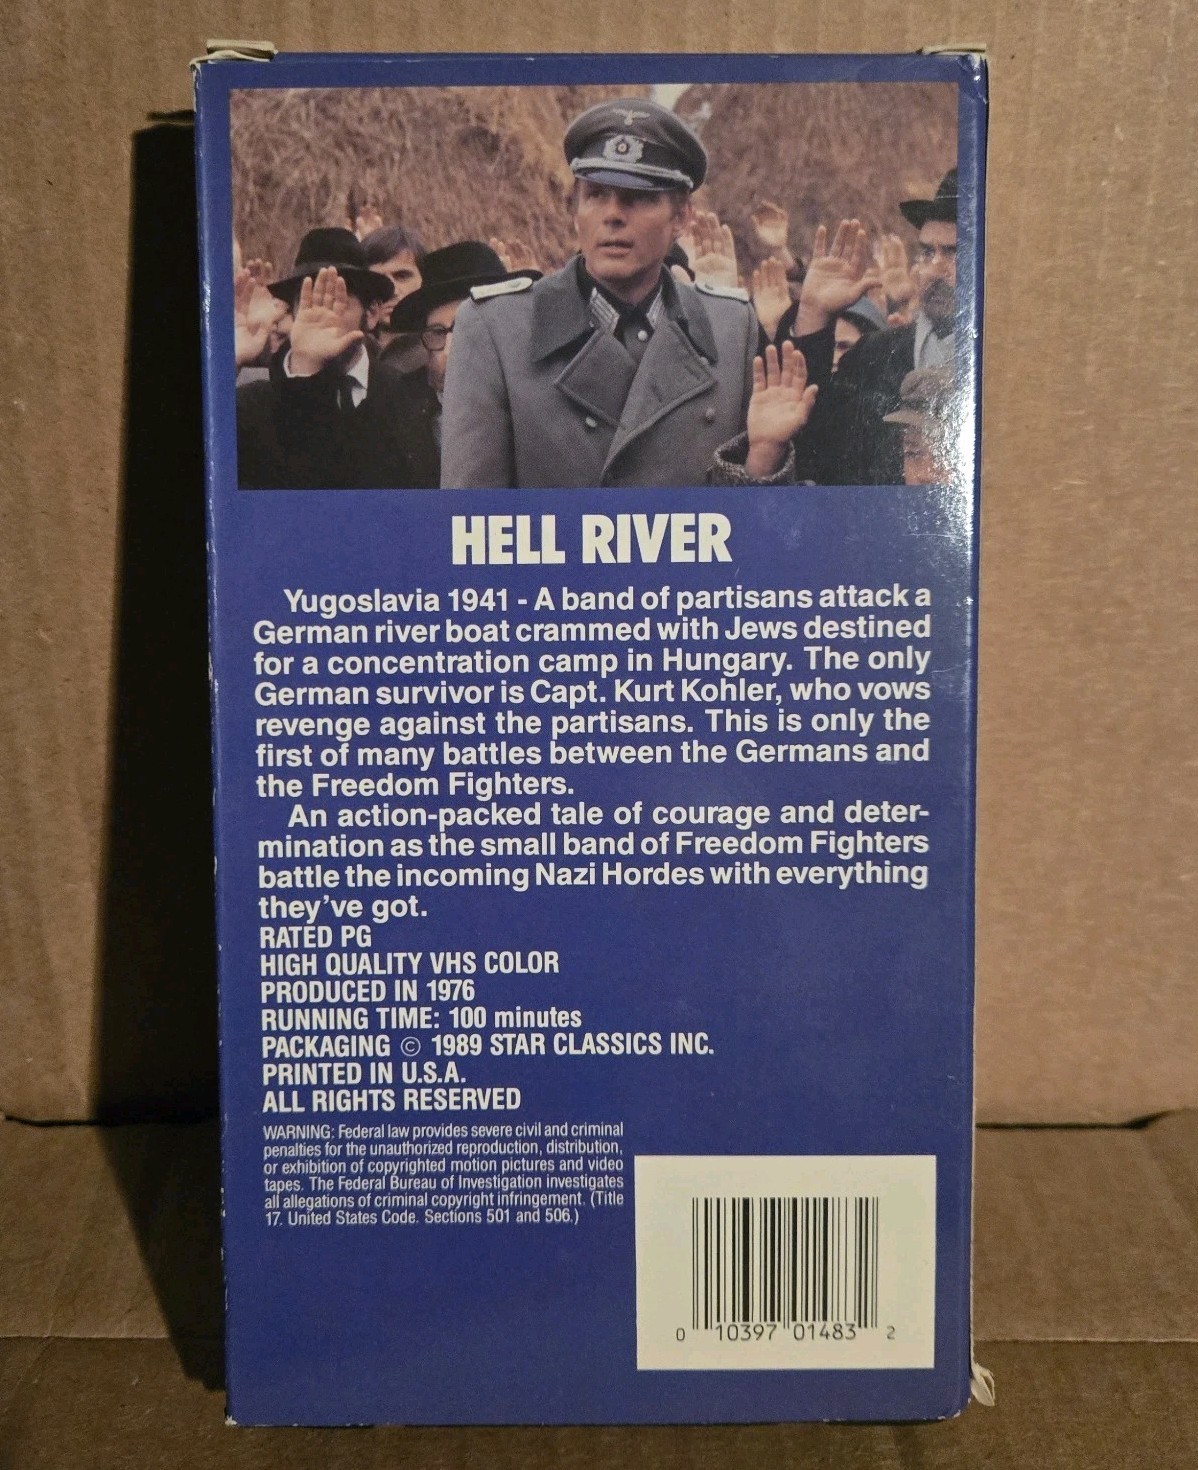 HELL RIVER
Yugoslavia 1941 - A band of partisans attack a
German river boat crammed with Jews destined
for a concentration camp in Hungary. The only
German survivor is Capt. Kurt Kohler, who vows
revenge against the partisans. This is only the
first of many battles between the Germans and
the Freedom Fighters.
An action-packed tale of courage and deter-
mination as the small band of Freedom Fighters
battle the incoming Nazi Hordes with everything
they've got.
RATED PG
HIGH QUALITY VHS COLOR
PRODUCED IN 1976
RUNNING TIME: 100 minutes
PACKAGING © 1989 STAR CLASSICS INC.
PRINTED IN U.S.A.
ALL RIGHTS RESERVED
WARNING: Federal law provides severe civil and criminal
penalties for the unauthorized reproduction, distribution,
or exhibition of copyrighted motion pictures and video
tapes. The Federal Bureau of Investigation investigates
all allegations of criminal copyright infringement. (Title
17. United States Code. Sections 501 and 506.)
0 10397 01483 2